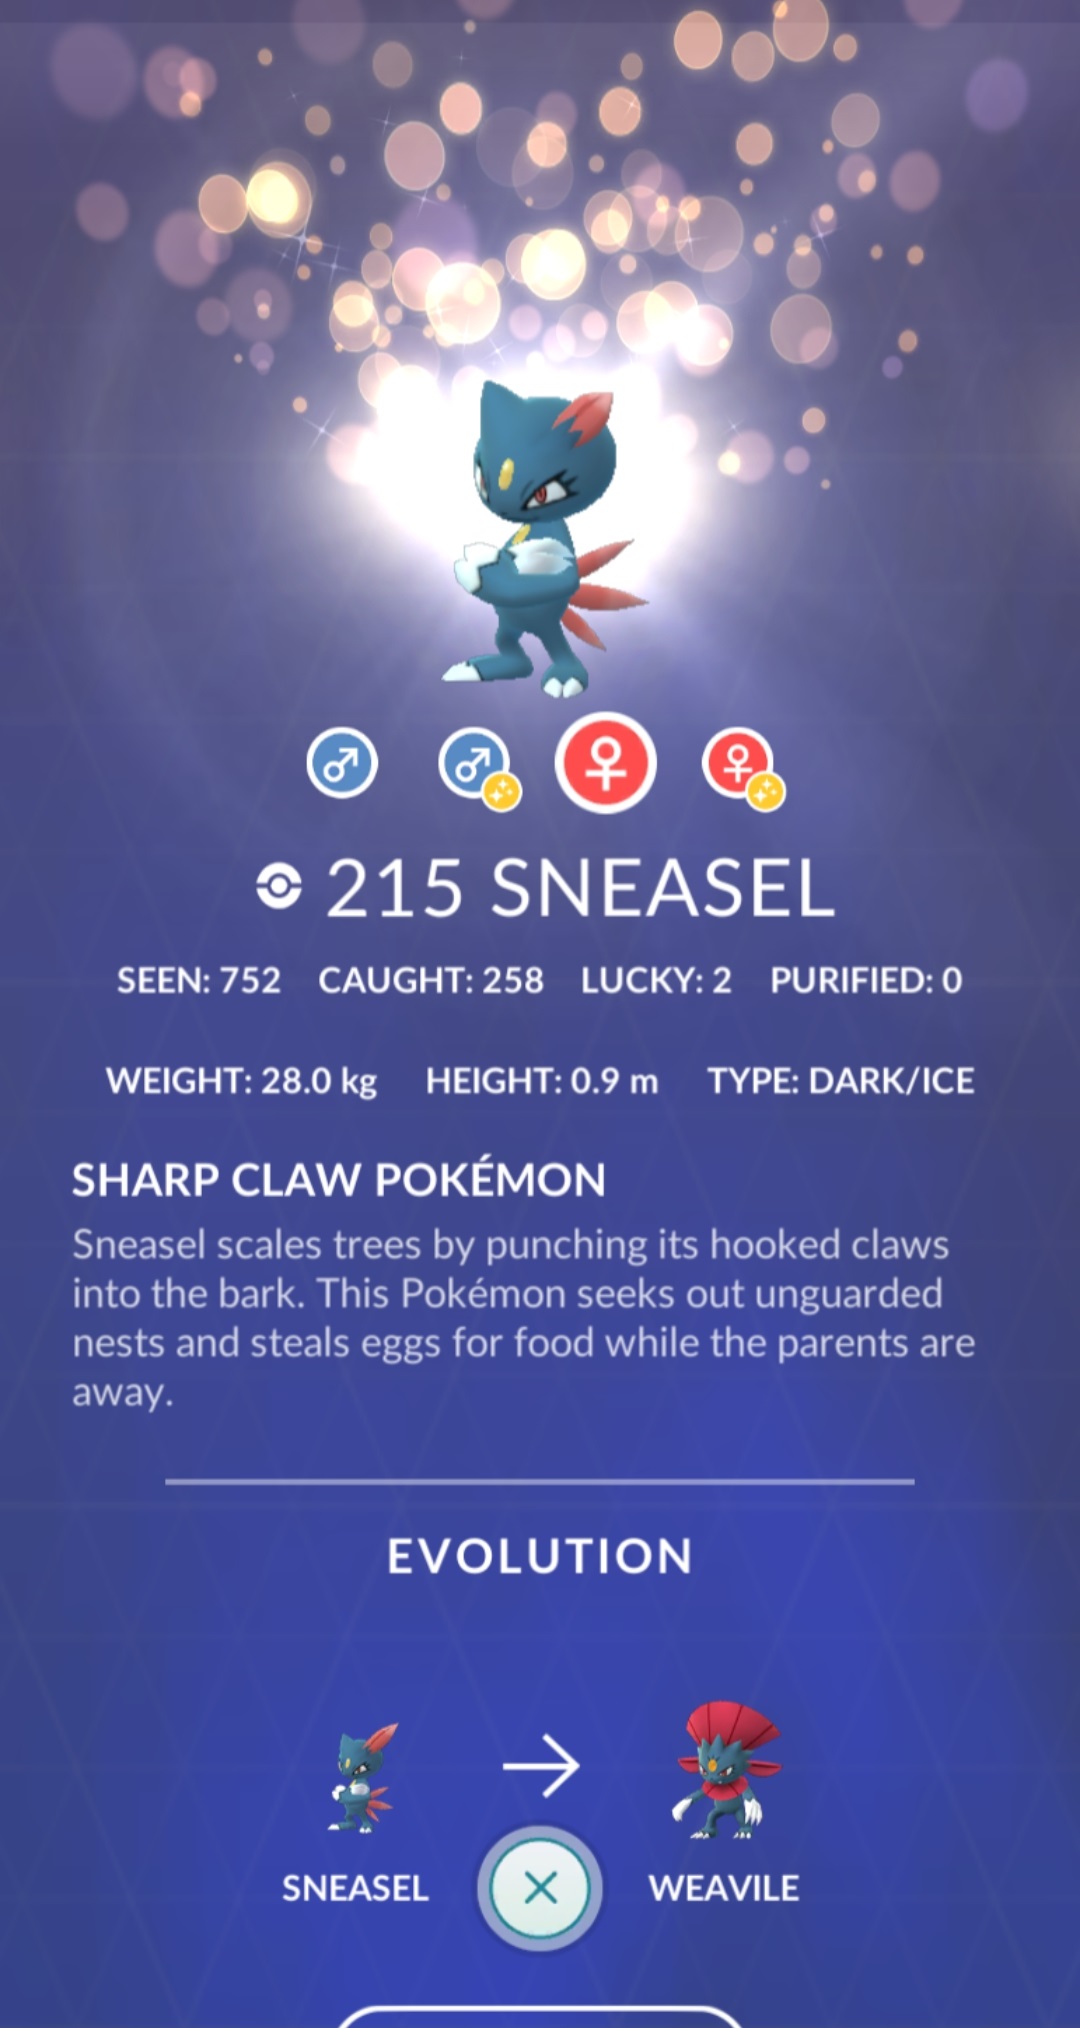 215 SNEASEL
SEEN: 752 CAUGHT: 258 LUCKY: 2 PURIFIED: 0
WEIGHT: 28.0 kg HEIGHT: 0.9 m TYPE: DARK/ICE
SHARP CLAW POKÉMON
Sneasel scales trees by punching its hooked claws
into the bark. This Pokémon seeks out unguarded
nests and steals eggs for food while the parents are
away.
EVOLUTION
SNEASEL WEAVILE